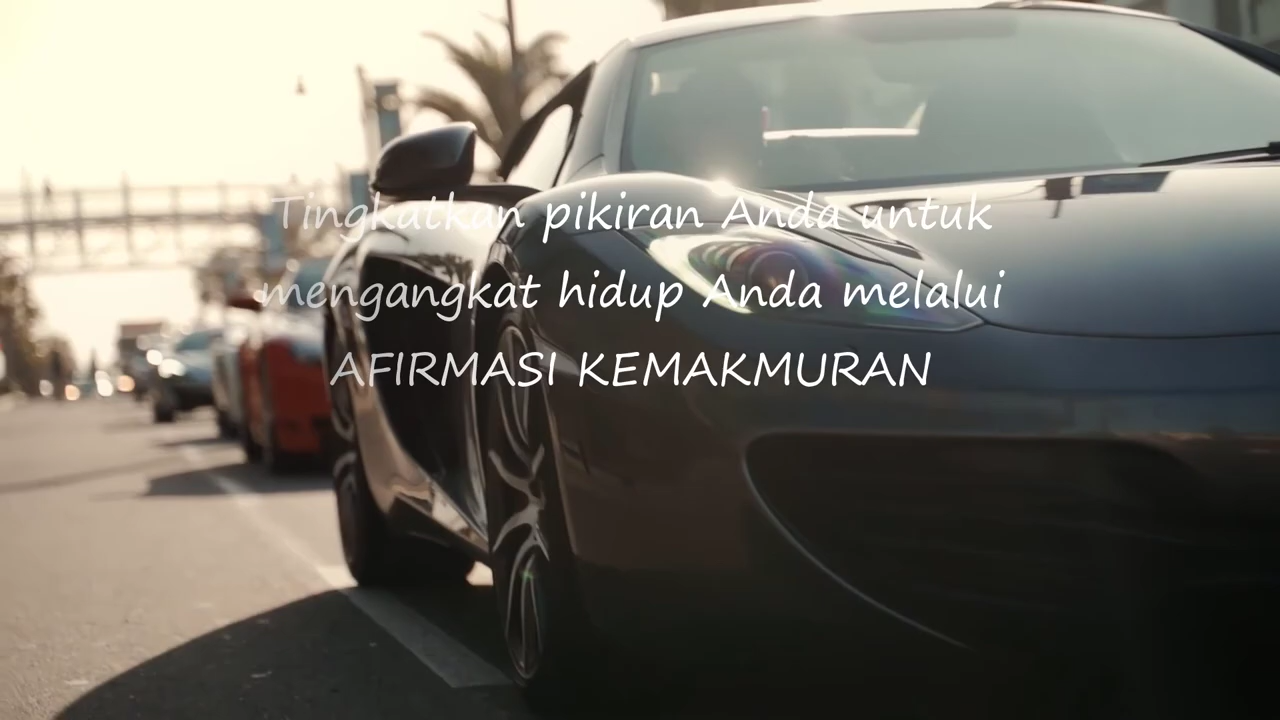 Tingkatkan pikiran Anda untuk
mengangkat hidup Anda melalui
AFIRMASI KEMAKMURAN